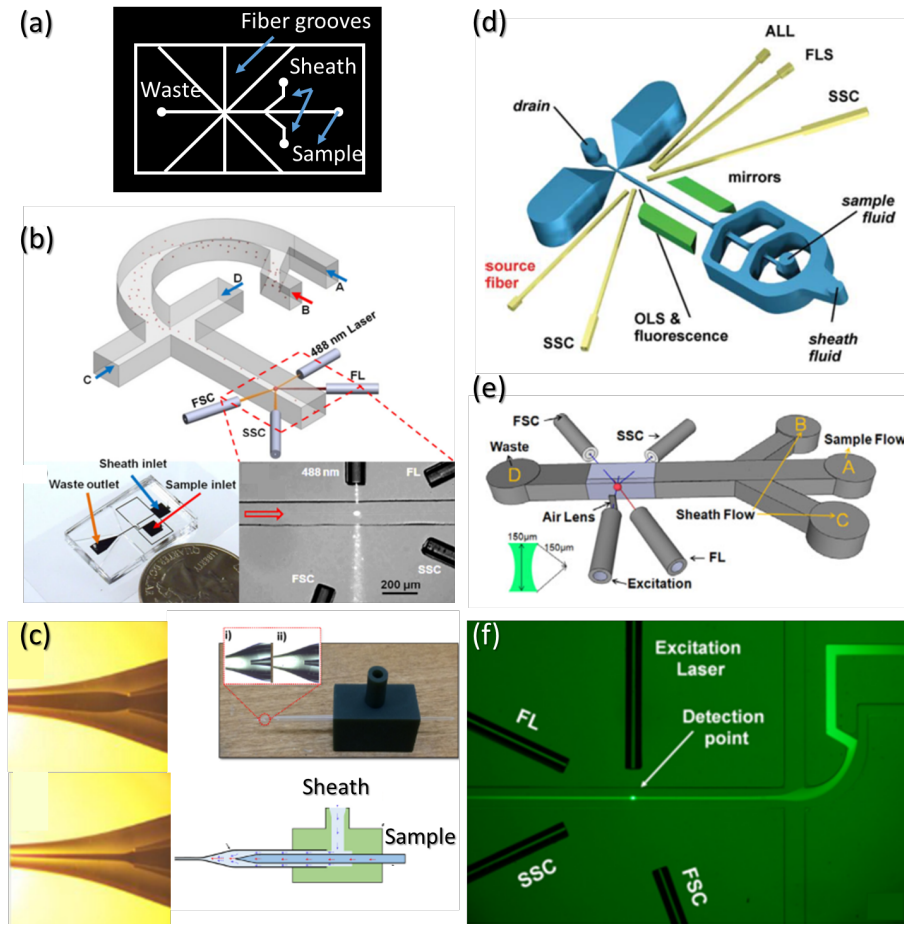 (a)
Fiber grooves
Sheath
Waste
Sample
(b)
D
A
B
C
488 nm Laser
FL
FSC
SSC
Sheath inlet
Waste outlet
Sample inlet
488 nm
FL
SSC
FSC
200 μm
(c)
i)
ii)
Sheath
Sample
(d)
ALL
FLS
SSC
drain
mirrors
sample
fluid
source
fiber
OLS &
fluorescence
SSC
sheath
fluid
(e)
FSC
SSC
B
Waste
Sample Flow
D
A
Air Lens
Sheath Flow
C
150μm
150μm
FL
Excitation
(f)
Excitation
Laser
FL
Detection
point
SSC
FSC